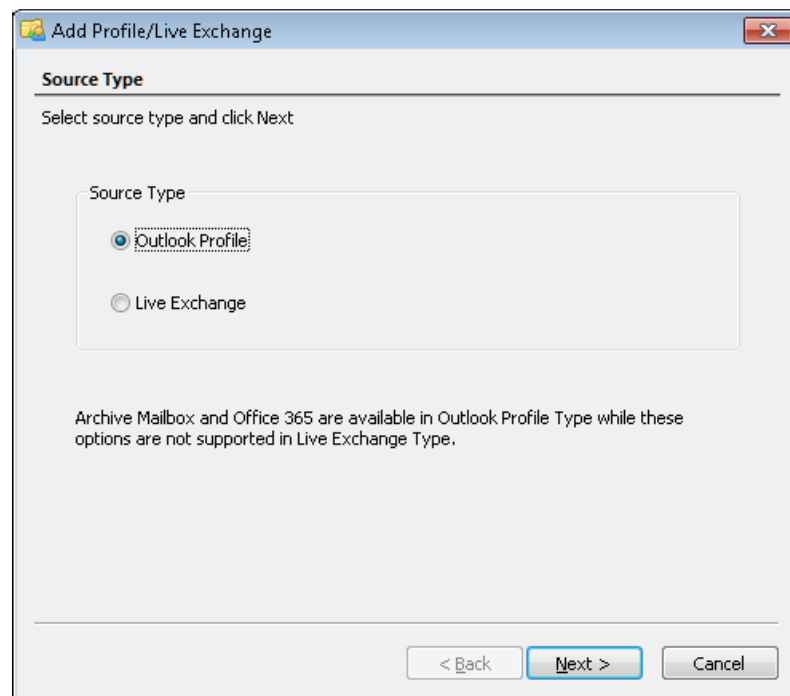 Add Profile/Live Exchange
Source Type
Select source type and click Next
Source Type
Outlook Profile
Live Exchange
Archive Mailbox and Office 365 are available in Outlook Profile Type while these
options are not supported in Live Exchange Type.
< Back
Next >
Cancel